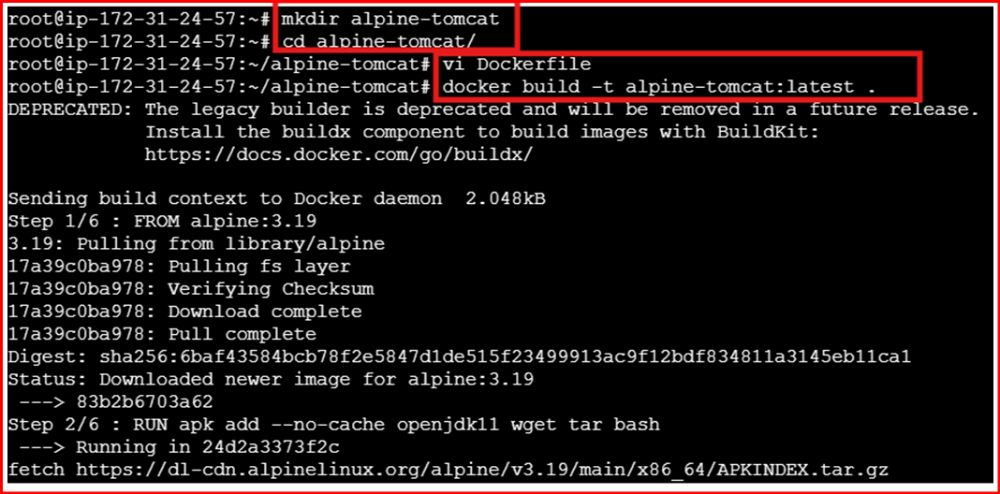 root@ip-172-31-24-57:~# mkdir alpine-tomcat
root@ip-172-31-24-57:~# cd alpine-tomcat/
root@ip-172-31-24-57:~/alpine-tomcat# vi Dockerfile
root@ip-172-31-24-57:~/alpine-tomcat# docker build -t alpine-tomcat:latest .
DEPRECATED: The legacy builder is deprecated and will be removed in a future release.
            Install the buildx component to build images with BuildKit:
            https://docs.docker.com/go/buildx/
Sending build context to Docker daemon  2.048kB
Step 1/6 : FROM alpine:3.19
3.19: Pulling from library/alpine
17a39c0ba978: Pulling fs layer
17a39c0ba978: Verifying Checksum
17a39c0ba978: Download complete
17a39c0ba978: Pull complete
Digest: sha256:6baf43584bcb78f2e5847d1de515f23499913ac9f12bdf834811a3145eb11ca1
Status: Downloaded newer image for alpine:3.19
 ---> 83b2b6703a62
Step 2/6 : RUN apk add --no-cache openjdk11 wget tar bash
 ---> Running in 24d2a3373f2c
fetch https://dl-cdn.alpinelinux.org/alpine/v3.19/main/x86_64/APKINDEX.tar.gz